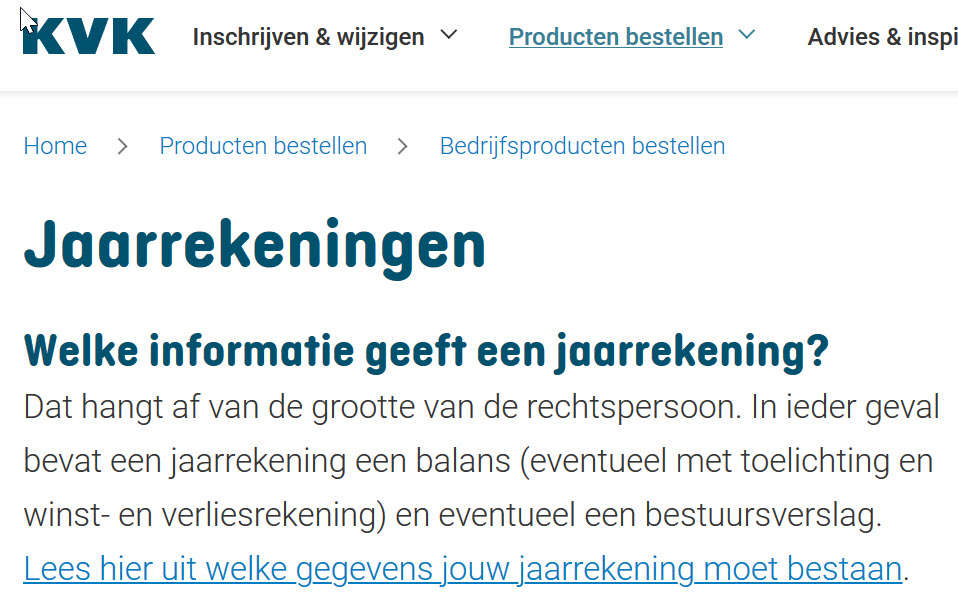 KVK Inschrijven & wijzigen Producten bestellen Advies & inspi
Home Producten bestellen Bedrijfsproducten bestellen
Jaarrekeningen
Welke informatie geeft een jaarrekening?
Dat hangt af van de grootte van de rechtspersoon. In ieder geval
bevat een jaarrekening een balans (eventueel met toelichting en
winst- en verliesrekening) en eventueel een bestuursverslag.
Lees hier uit welke gegevens jouw jaarrekening moet bestaan.